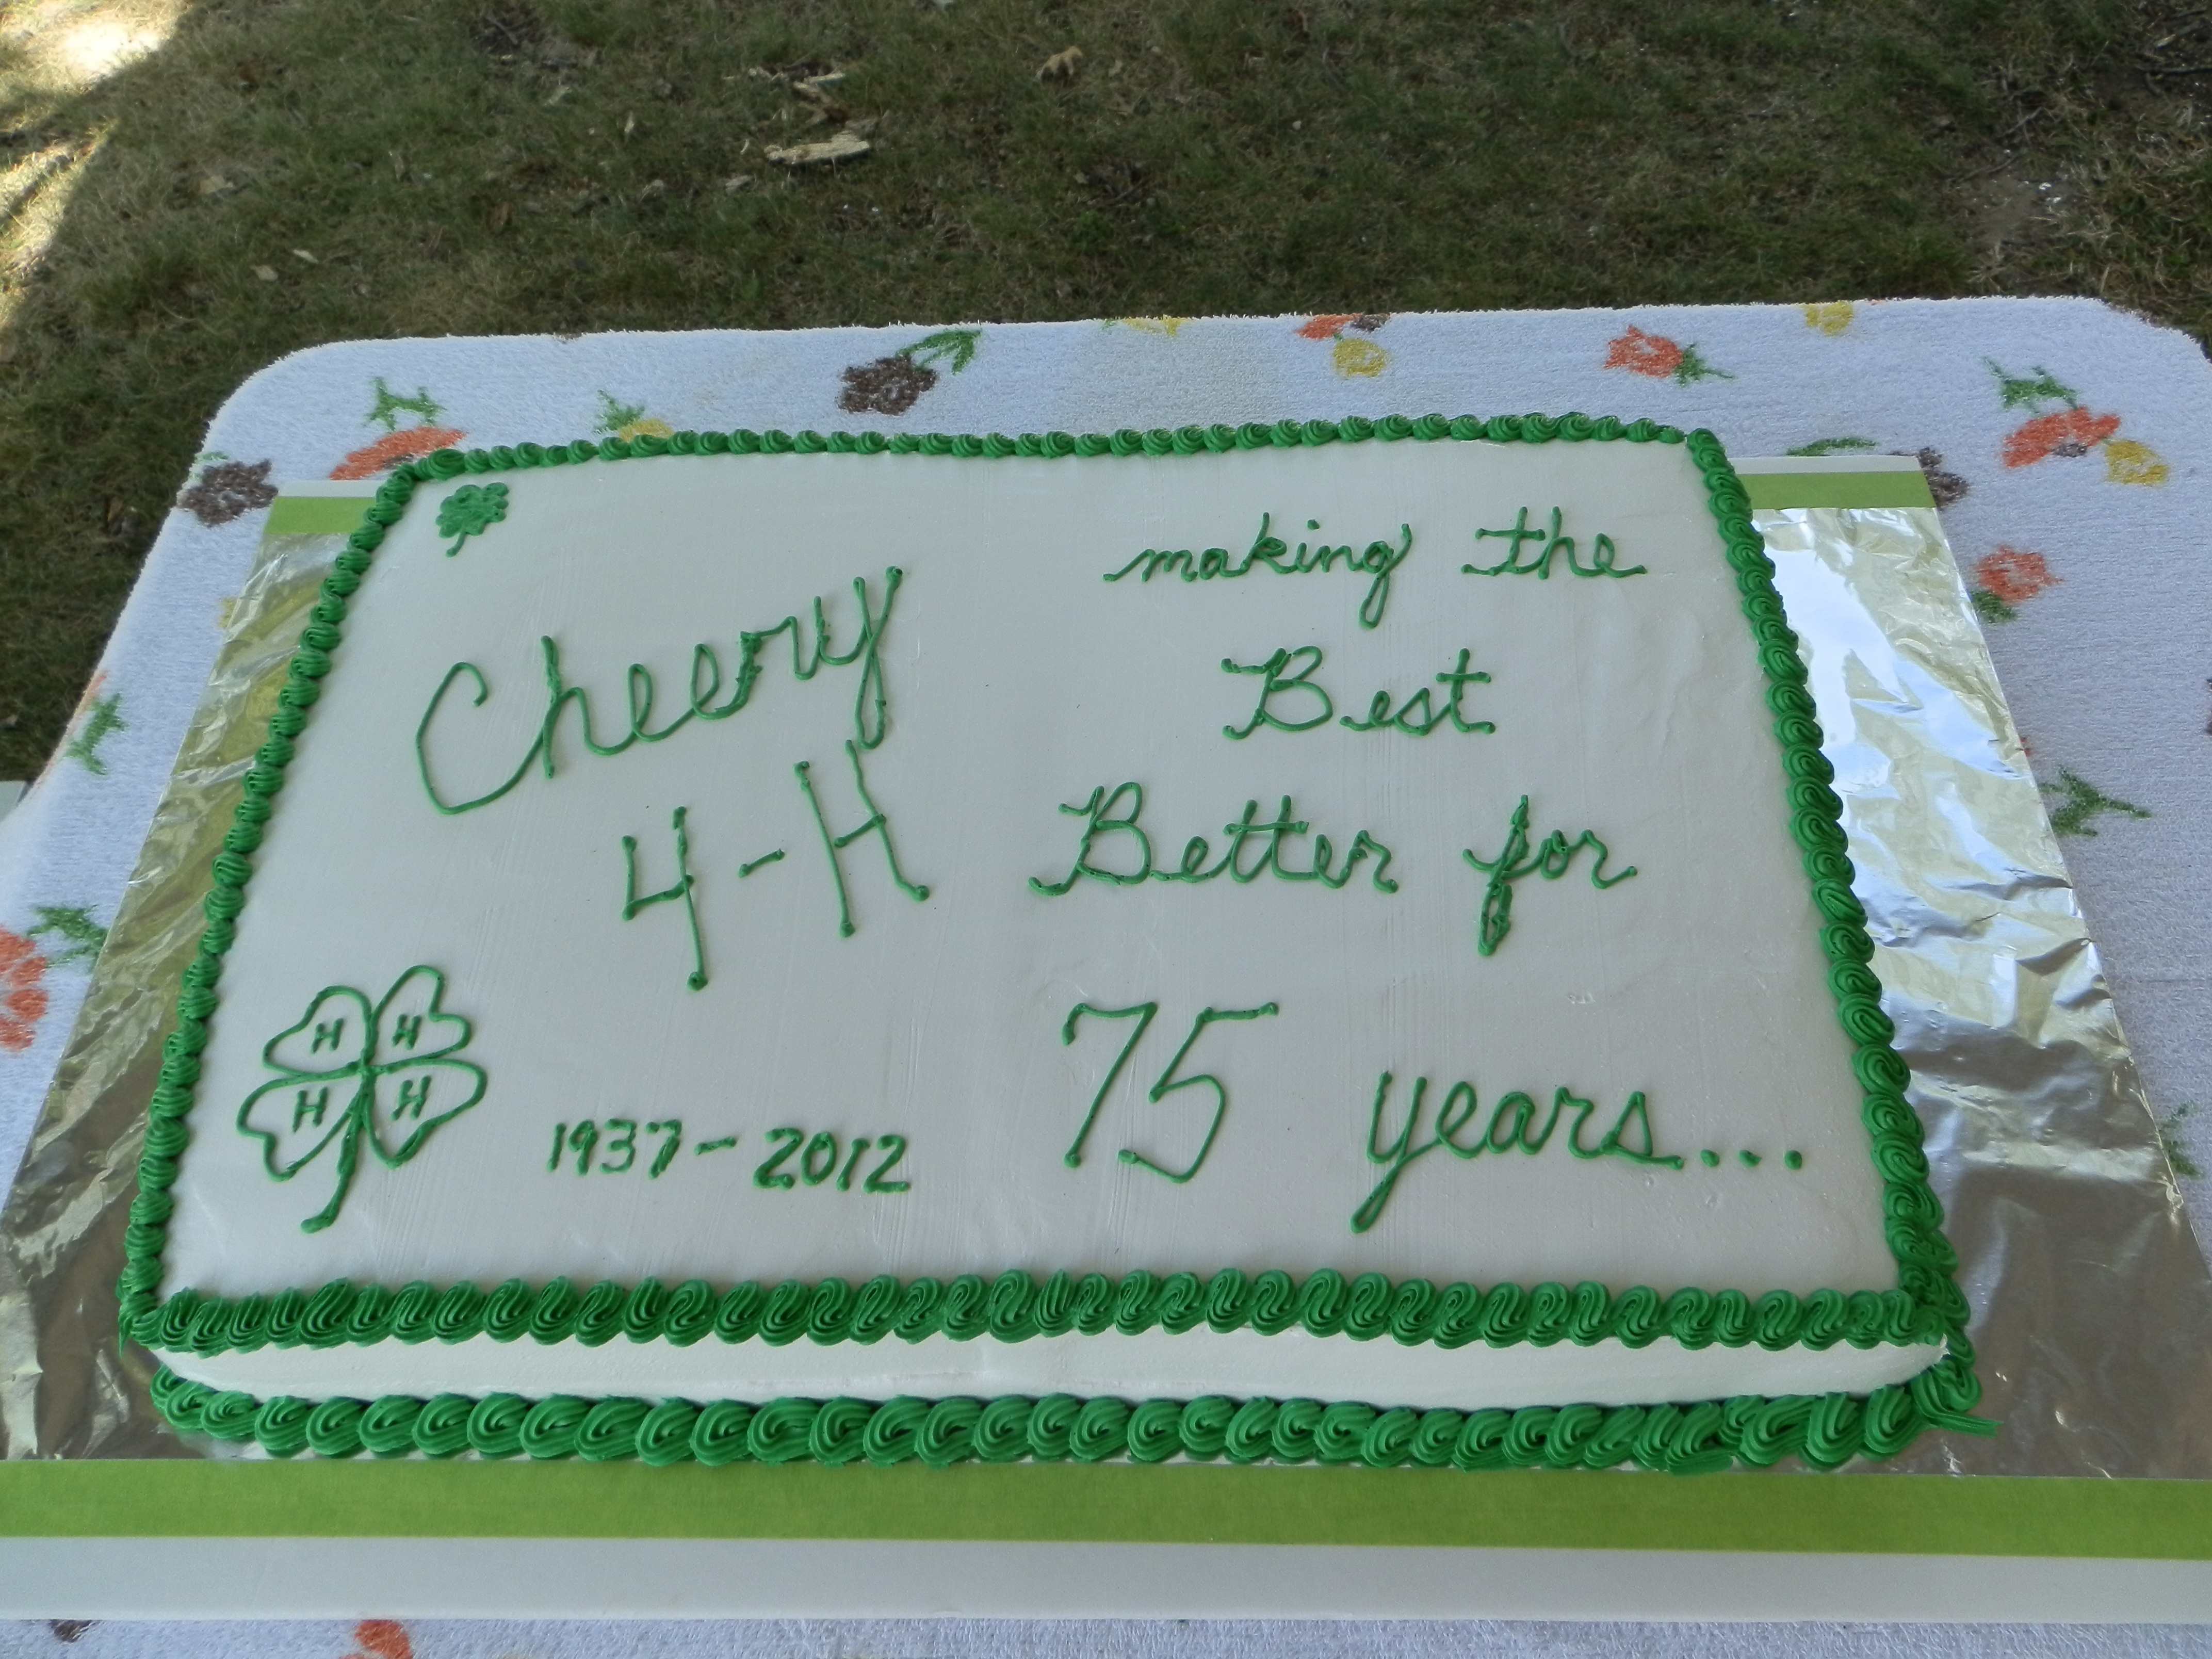 Cheery
4-H
H H
H H
1937-2012
making the
Best
Better for
75 years...